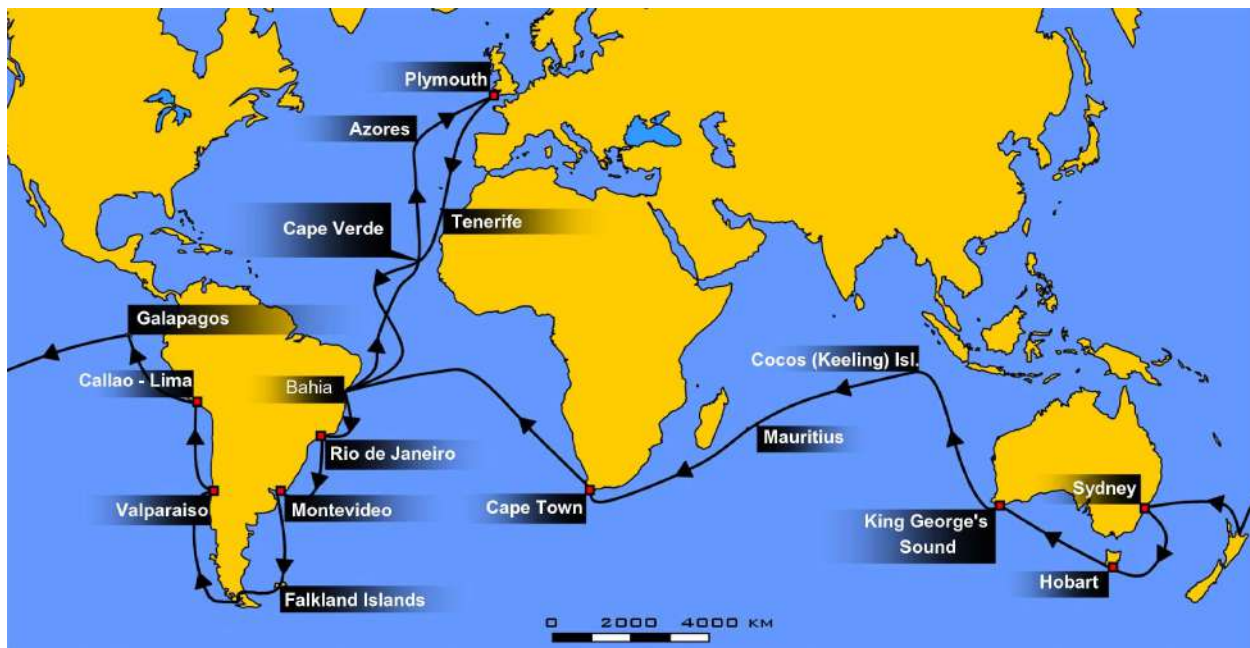 Plymouth
Azores
Cape Verde
Tenerife
Galapagos
Callao - Lima
Bahia
Cocos (Keeling) Isl.
Rio de Janeiro
Mauritius
Valparaiso
Montevideo
Cape Town
Sydney
King George's
Sound
Hobart
Falkland Islands
0 2000 4000 KM